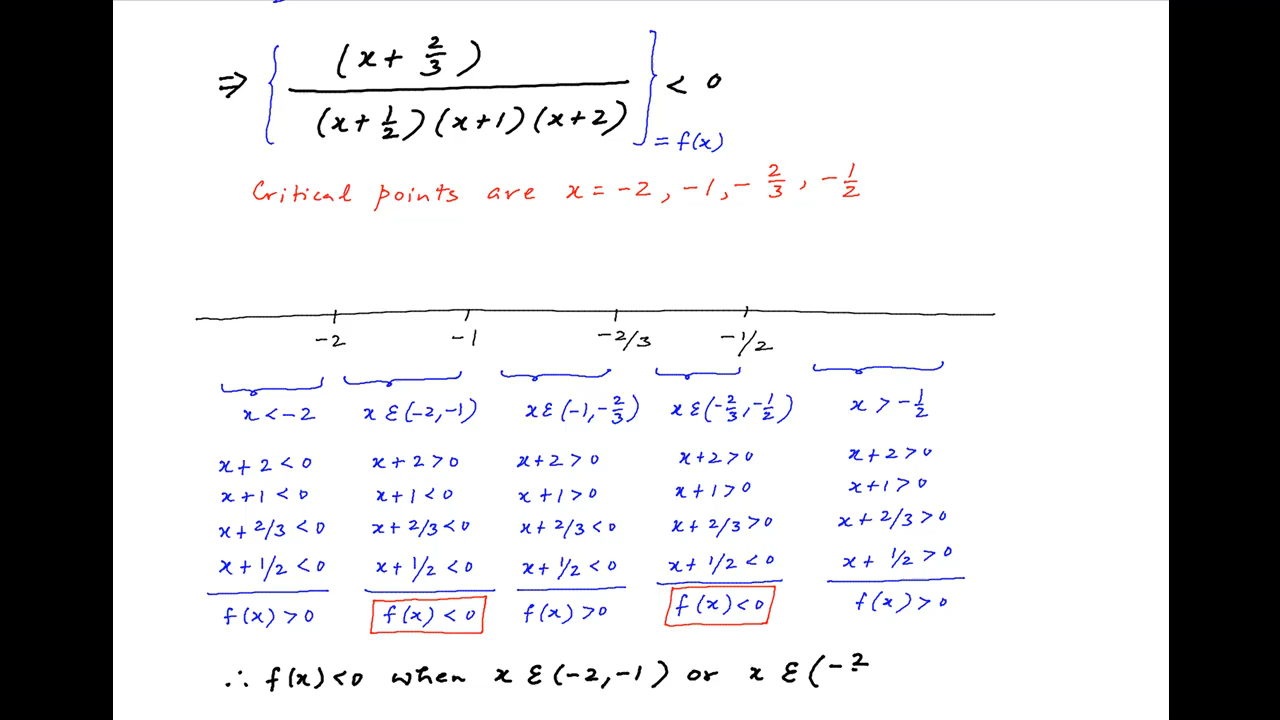 ⇒ { (x + 2/3) / (x + 1/2)(x+1)(x+2) } < 0
= f(x)
Critical points are x = -2, -1, -2/3, -1/2
-2 -1 -2/3 -1/2
x < -2 x ε (-2, -1) x ε (-1, -2/3) x ε (-2/3, -1/2) x > -1/2
x + 2 < 0 x + 2 > 0 x + 2 > 0 x + 2 > 0 x + 2 > 0
x + 1 < 0 x + 1 < 0 x + 1 > 0 x + 1 > 0 x + 1 > 0
x + 2/3 < 0 x + 2/3 < 0 x + 2/3 < 0 x + 2/3 > 0 x + 2/3 > 0
x + 1/2 < 0 x + 1/2 < 0 x + 1/2 < 0 x + 1/2 < 0 x + 1/2 > 0
f(x) > 0 f(x) < 0 f(x) > 0 f(x) < 0 f(x) > 0
∴ f(x) < 0 when x ε (-2, -1) or x ε (-2